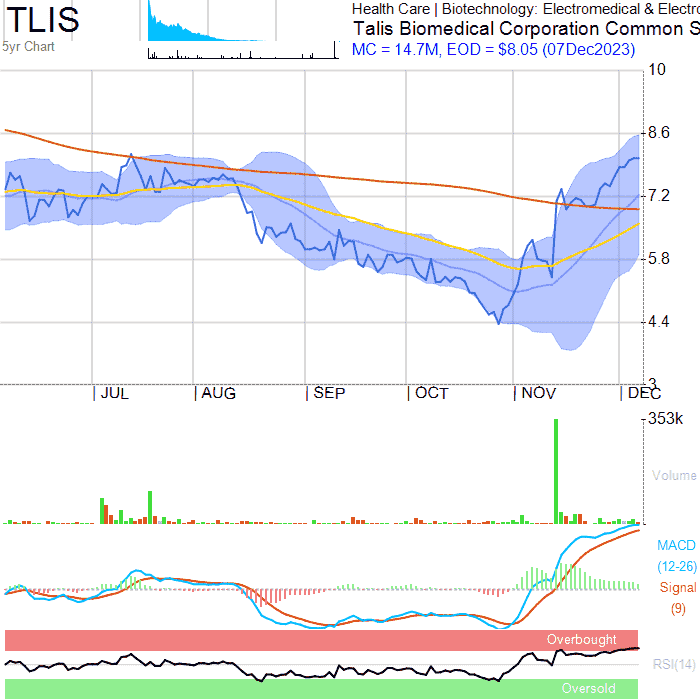 TLIS
5yr Chart
Health Care | Biotechnology: Electromedical & Electro
Talis Biomedical Corporation Common S
MC = 14.7M, EOD = $8.05 (07Dec2023)
10
8.6
7.2
5.8
4.4
3
JUL AUG SEP OCT NOV DEC
353k
Volume
MACD
(12-26)
Signal
(9)
Overbought
RSI(14)
Oversold